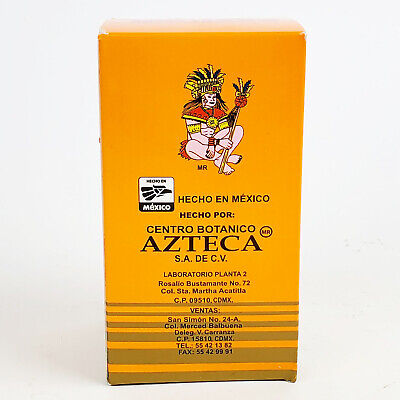 MR
HECHO EN
MÉXICO
HECHO EN MÉXICO
HECHO POR:
CENTRO BOTANICO
AZTECA MR
S.A. DE C.V.
LABORATORIO PLANTA 2
Rosalio Bustamante No. 72
Col. Sta. Martha Acatitla
C.P. 09510, CDMX.
VENTAS:
San Simón No. 24-A.
Col. Merced Balbuena
Deleg. V. Carranza
C.P. 15810, CDMX.
TEL.: 55 42 13 82
FAX: 55 42 99 91